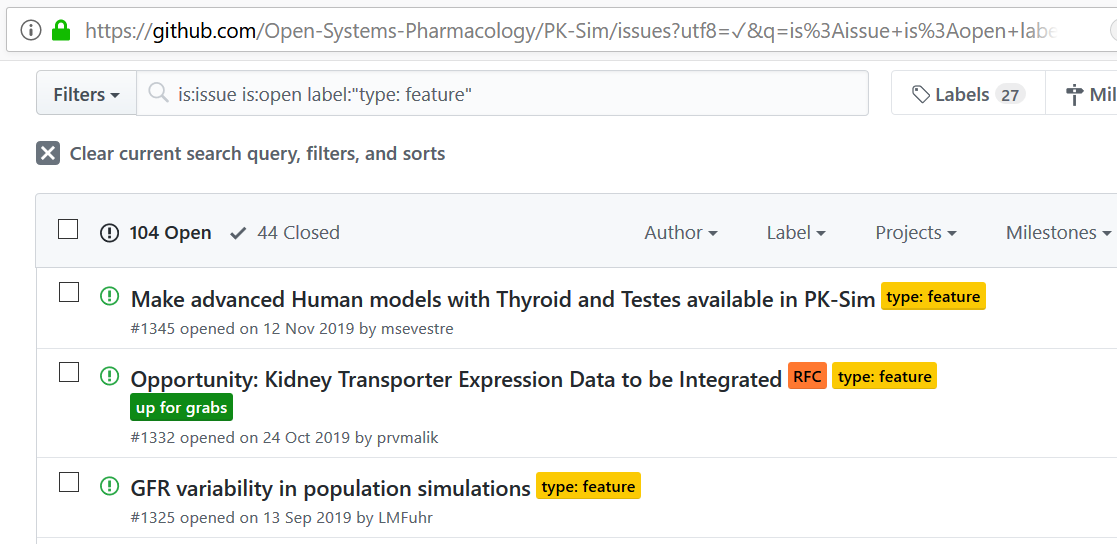 https://github.com/Open-Systems-Pharmacology/PK-Sim/issues?utf8=✓&q=is%3Aissue+is%3Aopen+labe
Filters is:issue is:open label:"type: feature" Labels 27 Mil
Clear current search query, filters, and sorts
104 Open 44 Closed Author Label Projects Milestones
Make advanced Human models with Thyroid and Testes available in PK-Sim type: feature
#1345 opened on 12 Nov 2019 by msevestre
Opportunity: Kidney Transporter Expression Data to be Integrated RFC type: feature
up for grabs
#1332 opened on 24 Oct 2019 by prvmalik
GFR variability in population simulations type: feature
#1325 opened on 13 Sep 2019 by LMFuhr